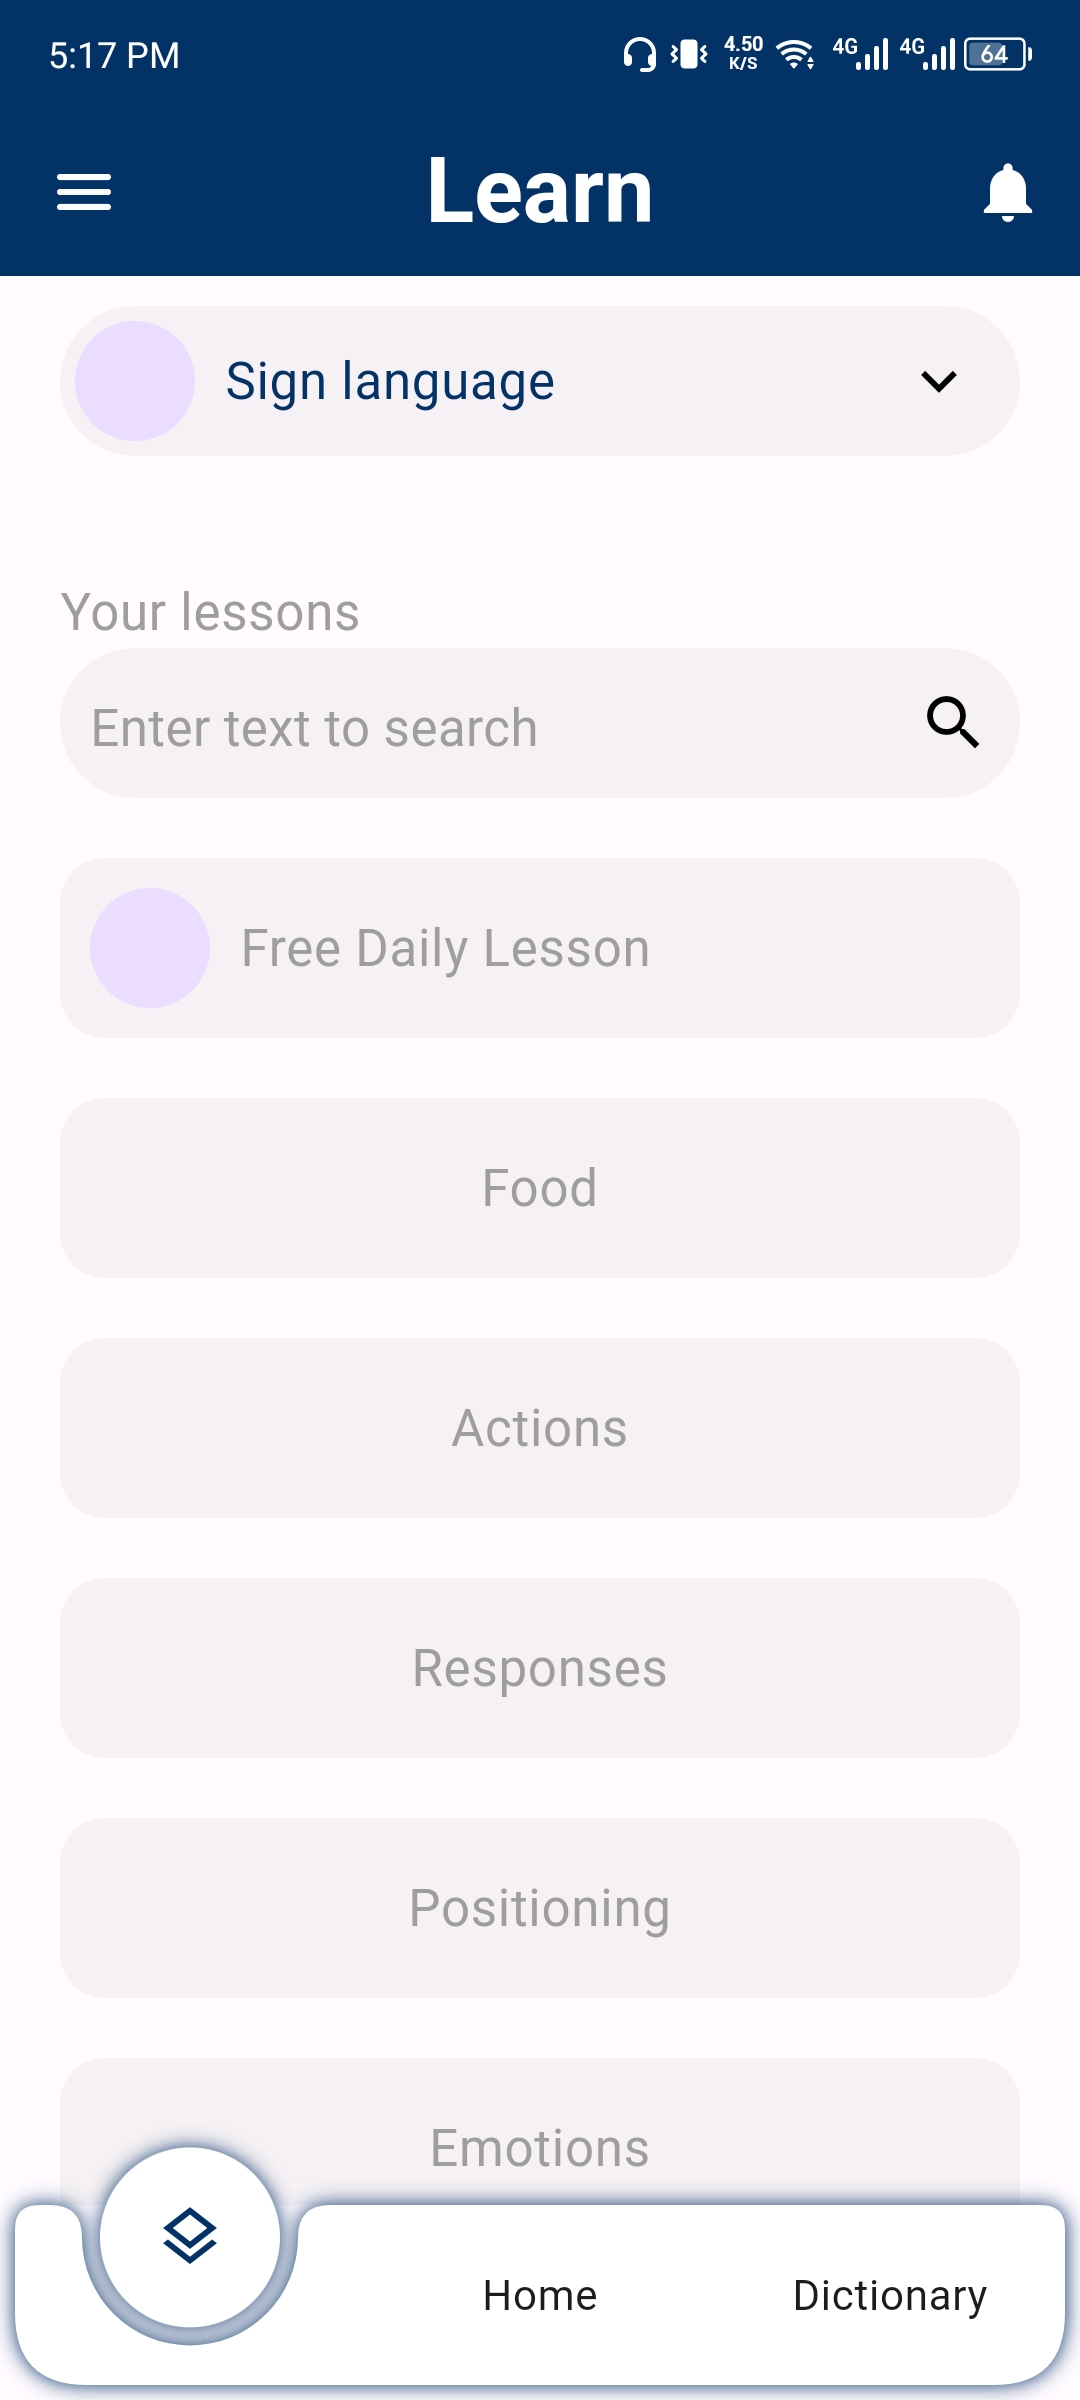 5:17 PM
4.50
K/S
4G
4G
64
Learn
Sign language
Your lessons
Enter text to search
Free Daily Lesson
Food
Actions
Responses
Positioning
Emotions
Home
Dictionary